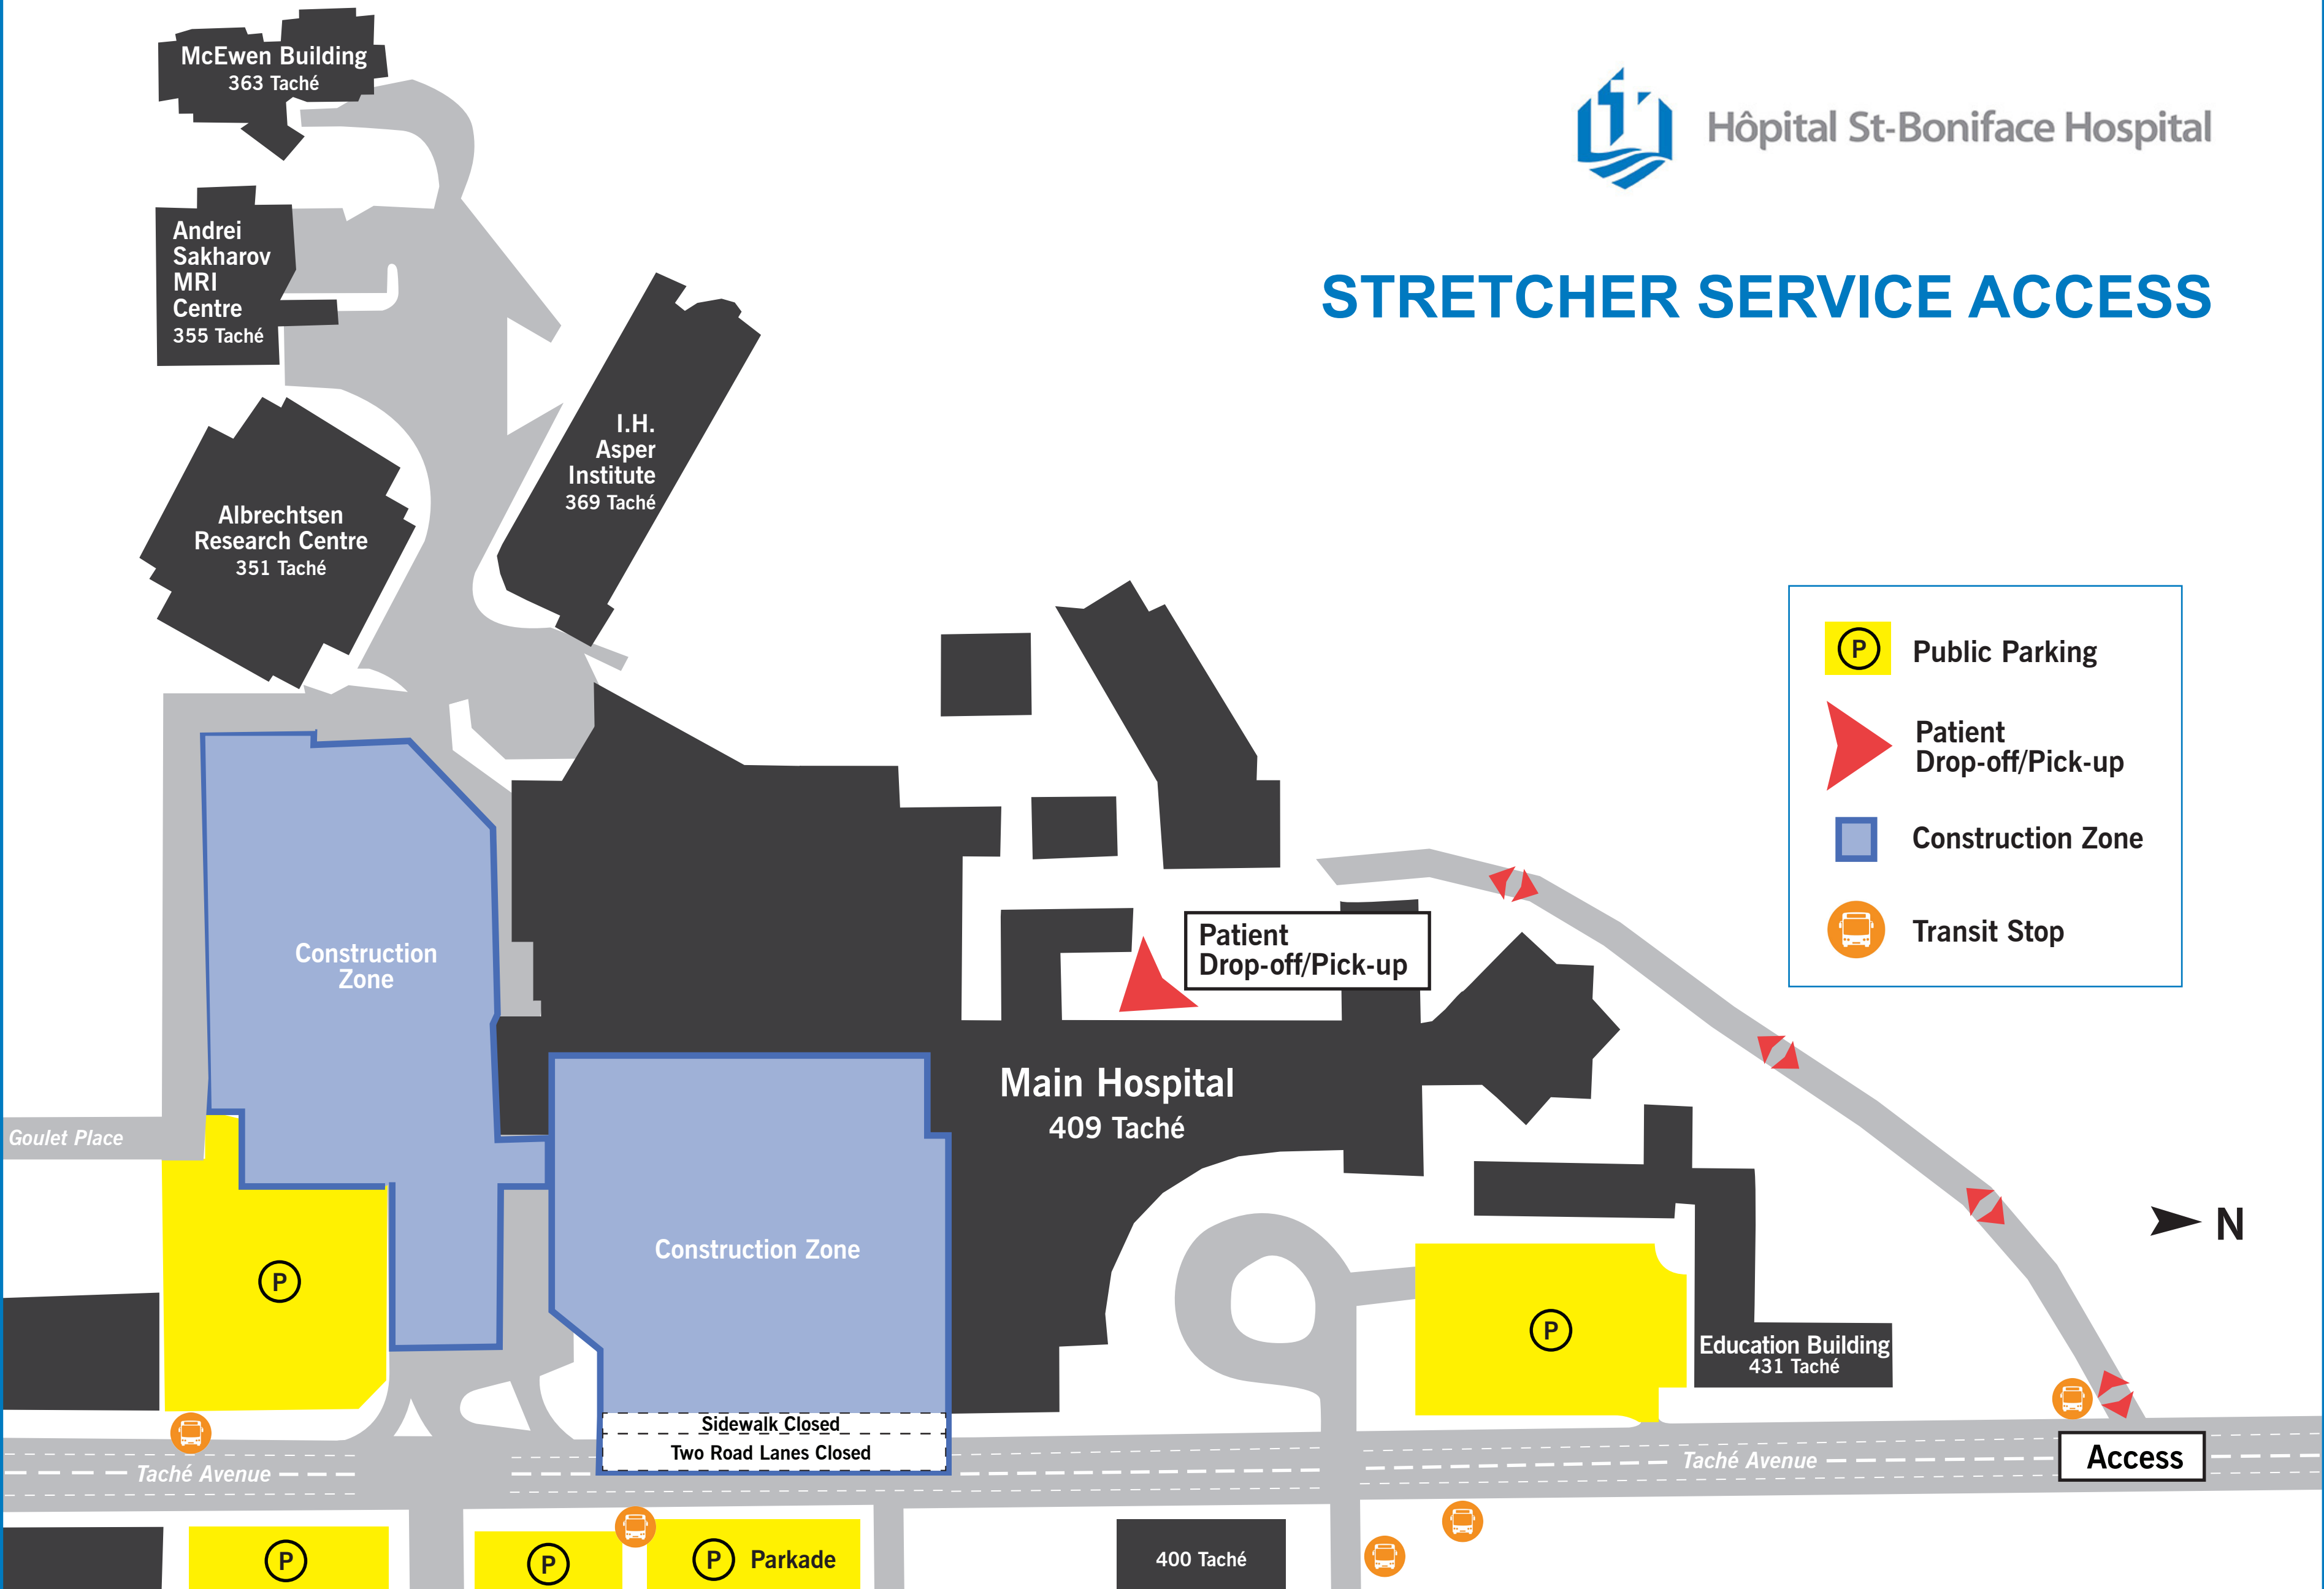 McEwen Building
363 Taché
Hôpital St-Boniface Hospital
Andrei
Sakharov
MRI
Centre
355 Taché
STRETCHER SERVICE ACCESS
I.H.
Asper
Institute
369 Taché
Albrechtsen
Research Centre
351 Taché
P Public Parking
Patient
Drop-off/Pick-up
Construction Zone
Transit Stop
Construction
Zone
Patient
Drop-off/Pick-up
Main Hospital
409 Taché
Goulet Place
N
Construction Zone
P
P
Education Building
431 Taché
Sidewalk Closed
Two Road Lanes Closed
Taché Avenue
Taché Avenue
Access
P
P
P Parkade
400 Taché